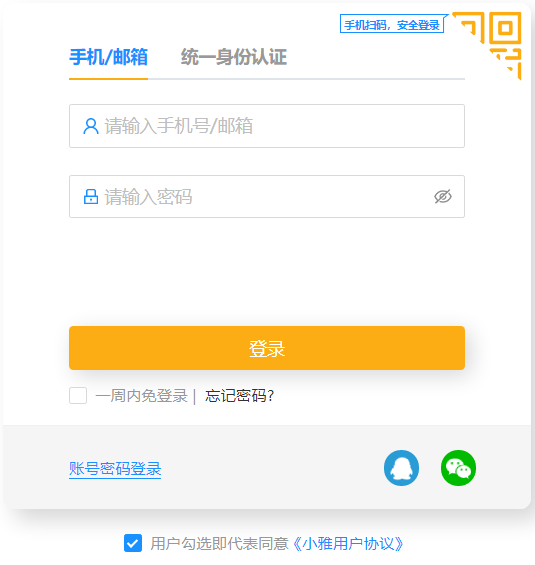 手机扫码，安全登录
手机/邮箱 统一身份认证
请输入手机号/邮箱
请输入密码
登录
一周内免登录 | 忘记密码?
账号密码登录
用户勾选即代表同意《小雅用户协议》